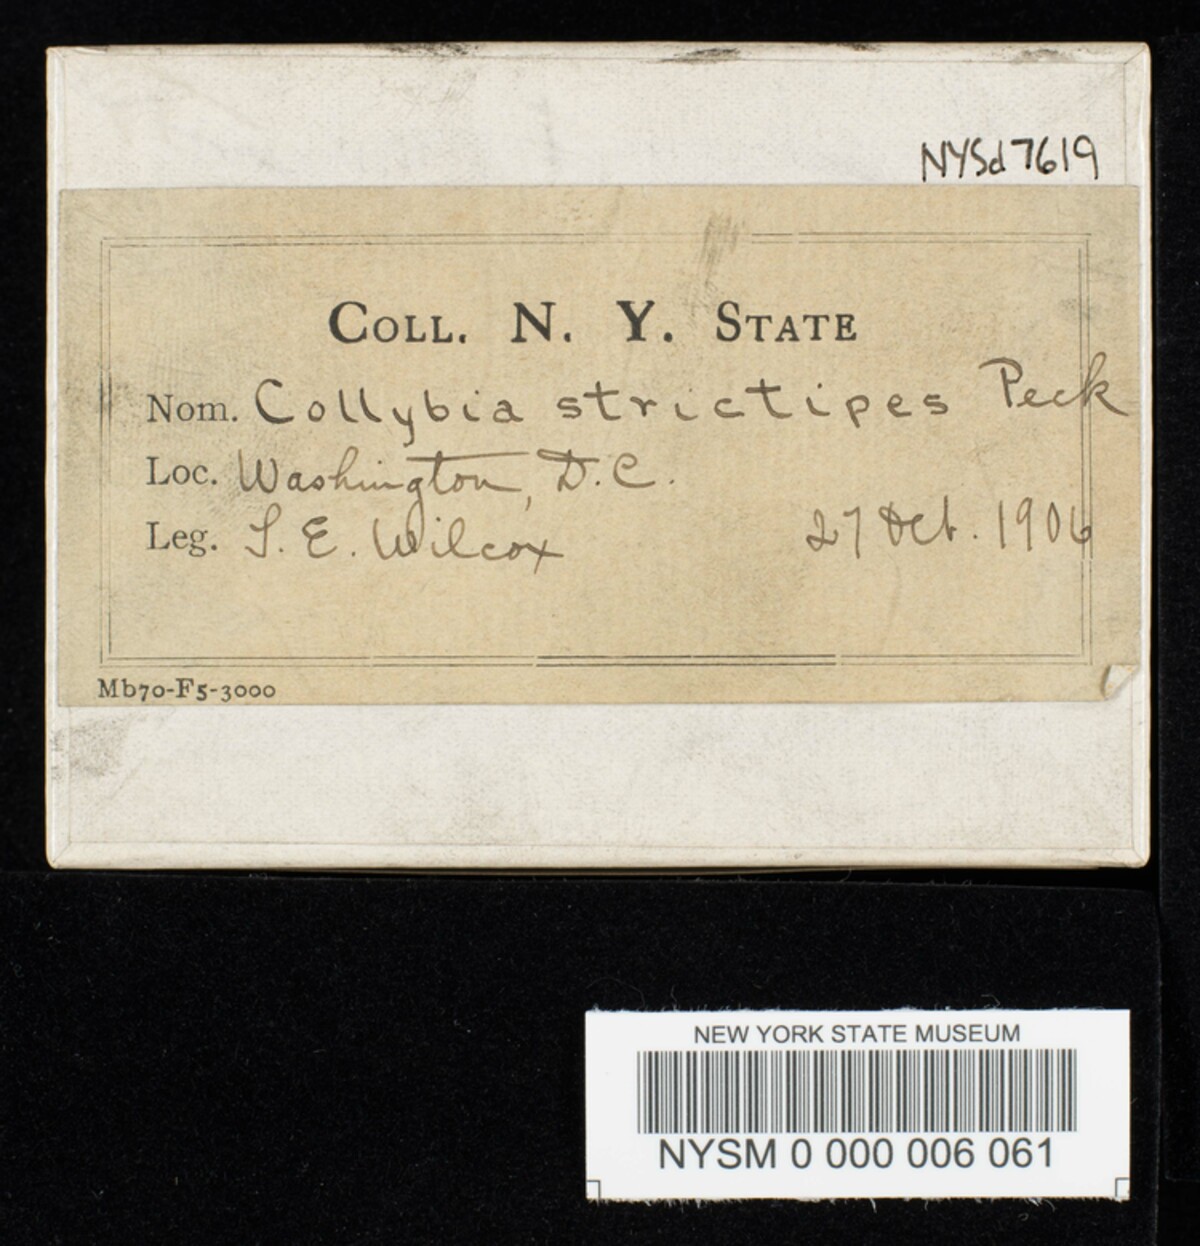 NYSd7619
COLL. N. Y. STATE
Nom. Collybia strictipes Peck
Loc. Washington, D.C.
Leg. T. E. Wilcox 27 Oct. 1906
Mb70-F5-3000
NEW YORK STATE MUSEUM
NYSM 0 000 006 061